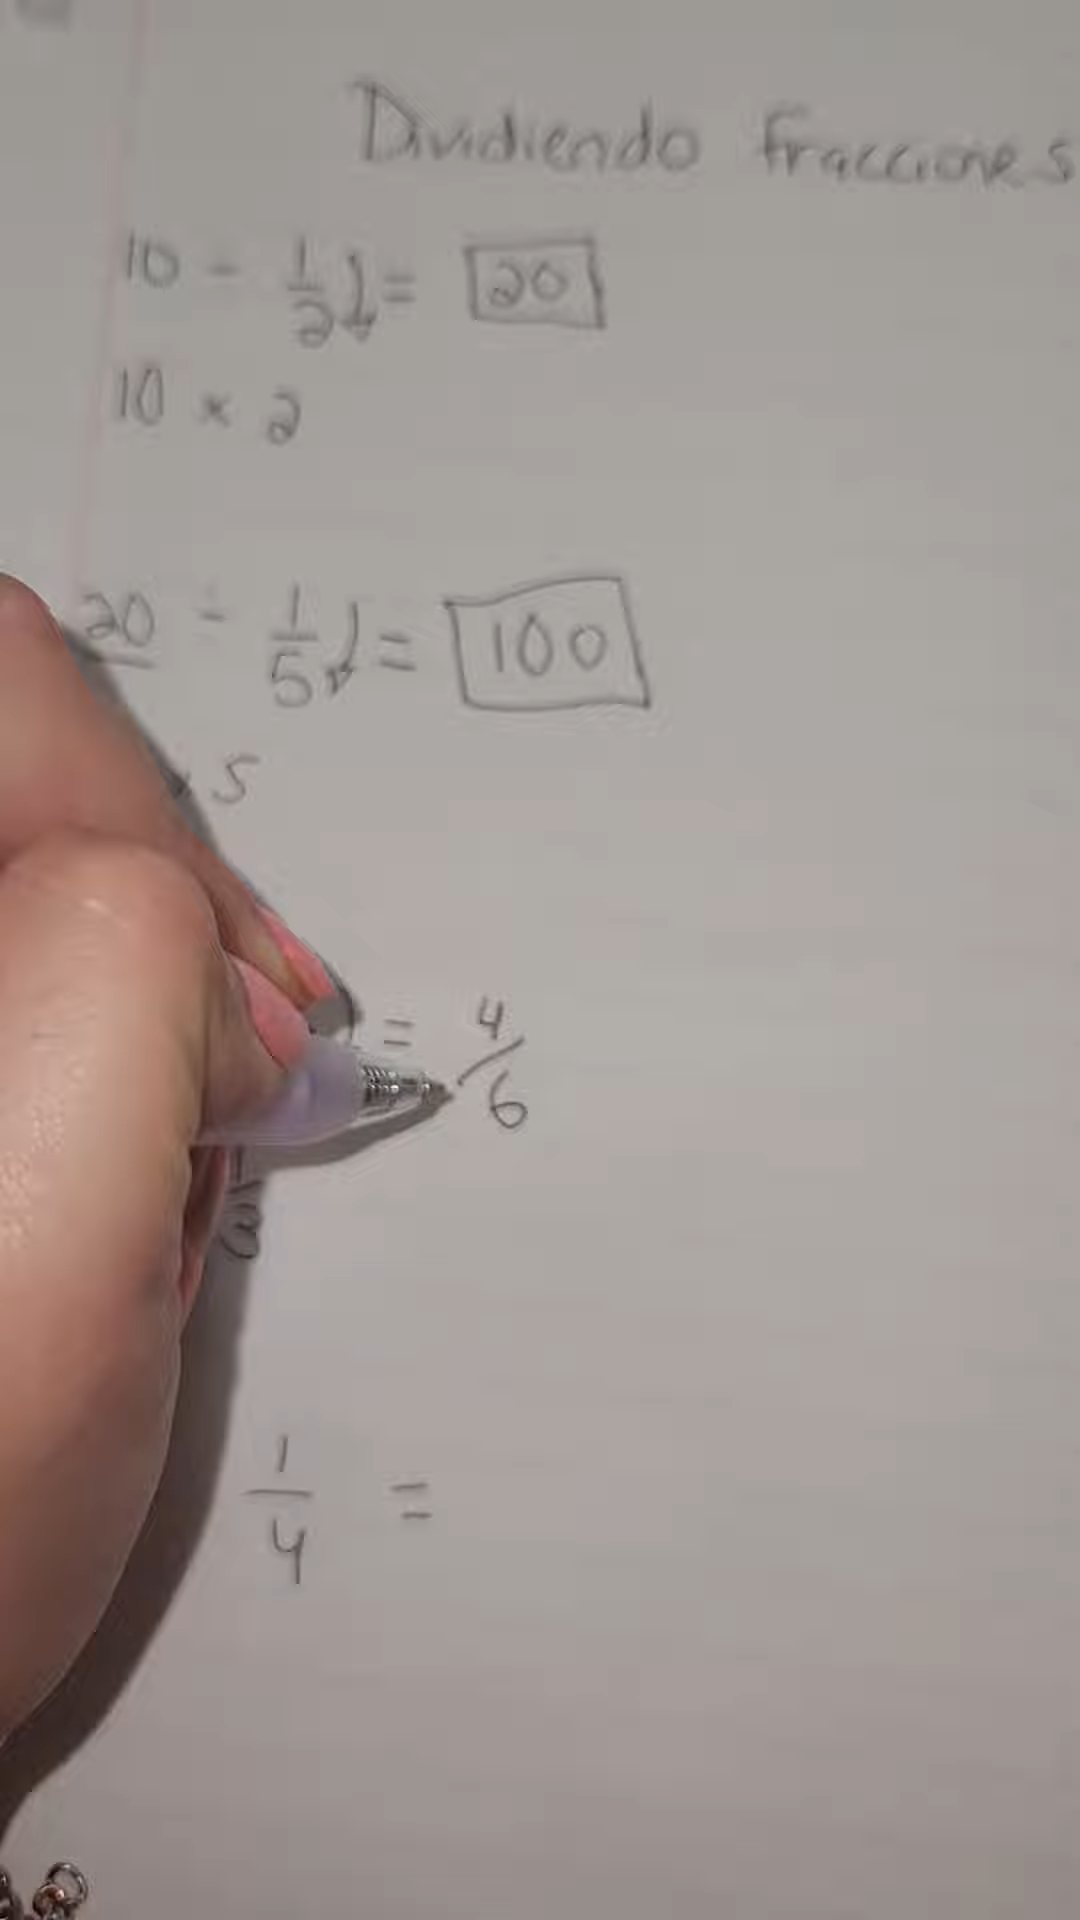 Dividiendo fracciones
10 ÷ 1/2 = 20
10 × 2
20 ÷ 1/5 = 100
5
= 4/6
1/4 =